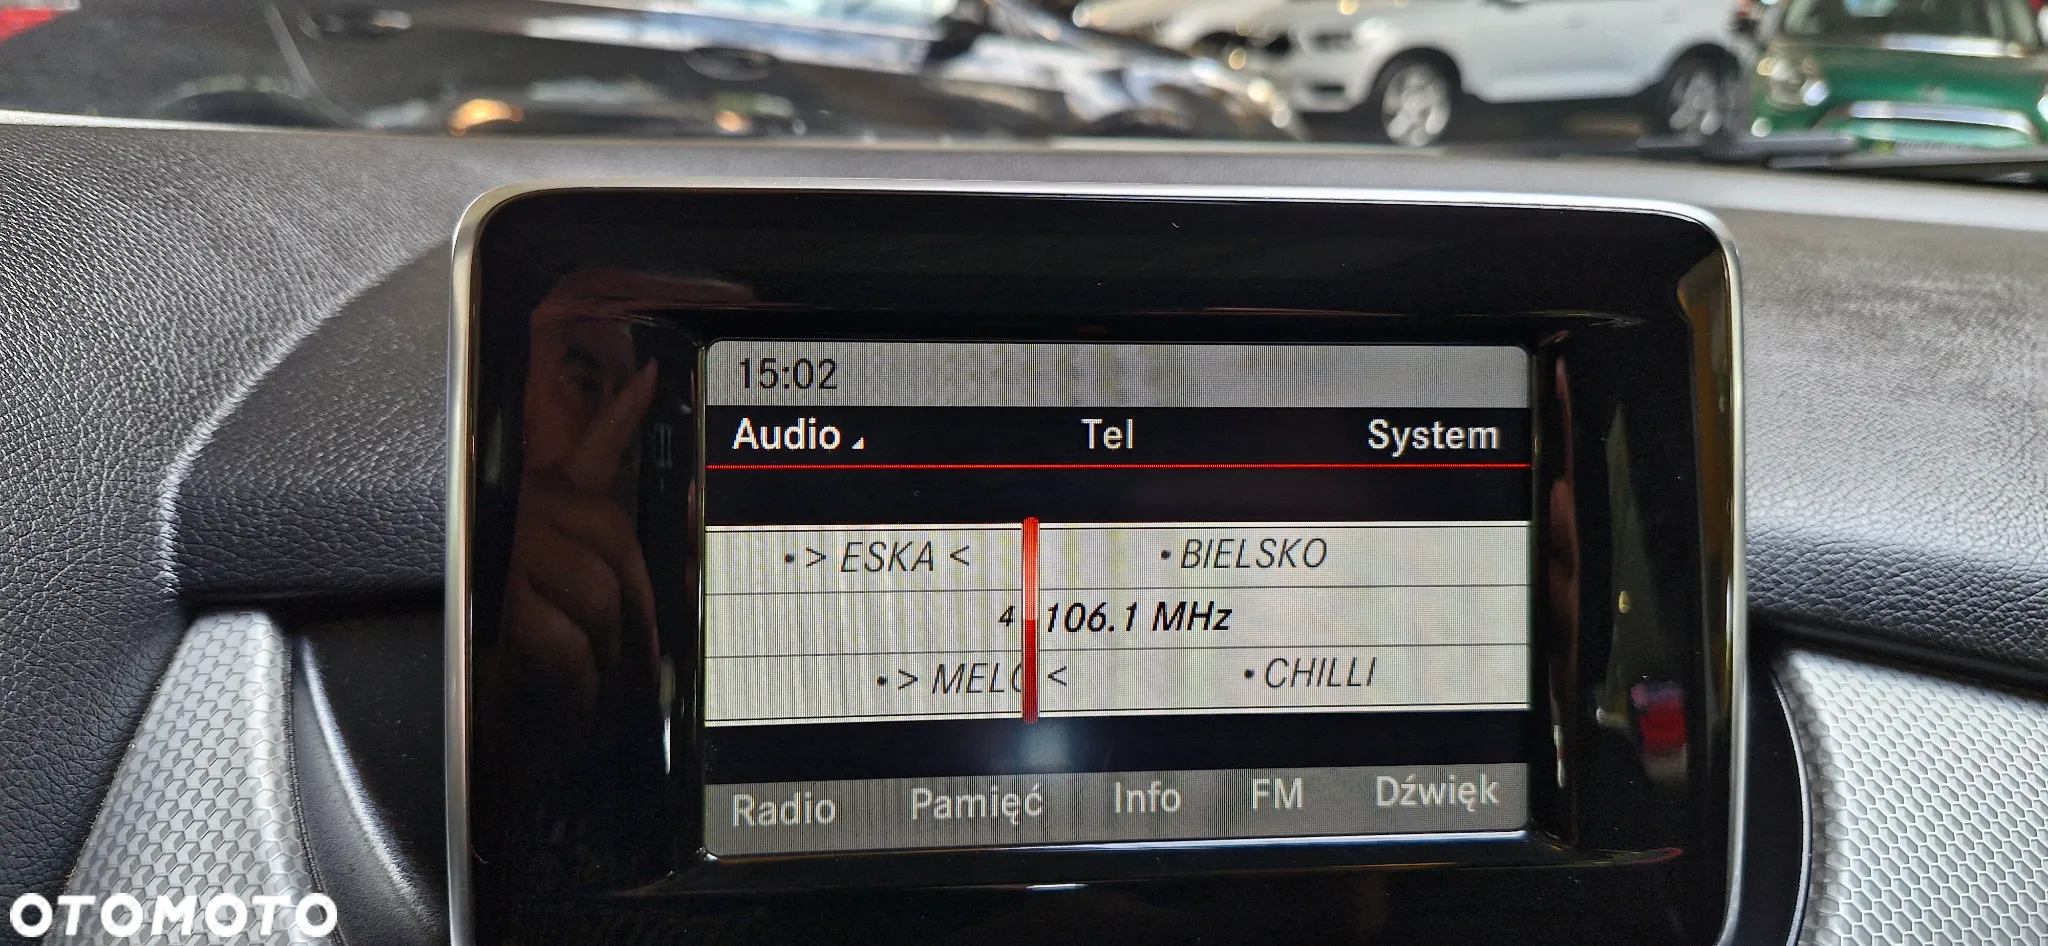 15:02
Audio Tel System
• > ESKA < • BIELSKO
4 106.1 MHz
• > < • CHILLI
Radio Pamięć Info FM Dźwięk
OTOMOTO